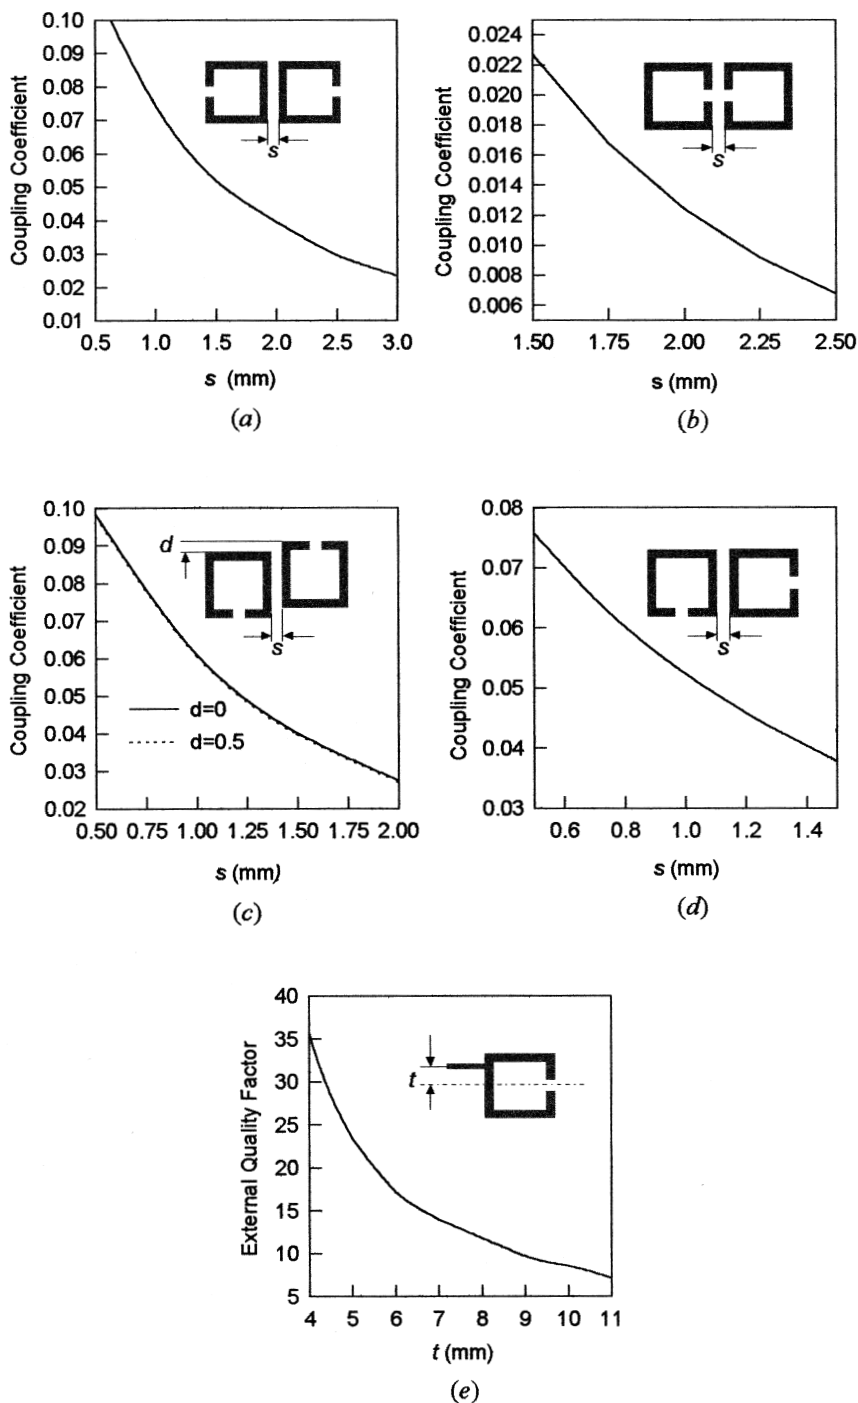 0.10
0.09
0.08
0.07
0.06
0.05
0.04
0.03
0.02
0.01
Coupling Coefficient
s
0.5 1.0 1.5 2.0 2.5 3.0
s (mm)
(a)
0.024
0.022
0.020
0.018
0.016
0.014
0.012
0.010
0.008
0.006
Coupling Coefficient
s
1.50 1.75 2.00 2.25 2.50
s (mm)
(b)
0.10
0.09
0.08
0.07
0.06
0.05
0.04
0.03
0.02
Coupling Coefficient
d
s
d=0
d=0.5
0.50 0.75 1.00 1.25 1.50 1.75 2.00
s (mm)
(c)
0.08
0.07
0.06
0.05
0.04
0.03
Coupling Coefficient
s
0.6 0.8 1.0 1.2 1.4
s (mm)
(d)
40
35
30
25
20
15
10
5
External Quality Factor
t
4 5 6 7 8 9 10 11
t (mm)
(e)